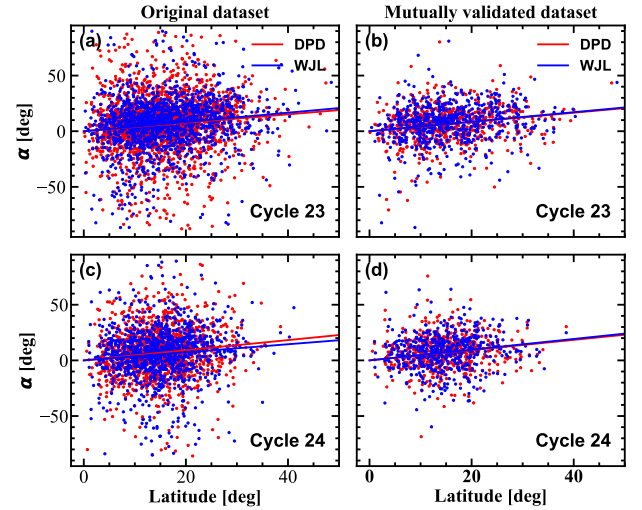 Original dataset
Mutually validated dataset
(a)
DPD
WJL
50
0
−50
α [deg]
Cycle 23
(b)
DPD
WJL
Cycle 23
(c)
50
0
−50
α [deg]
Cycle 24
0
20
40
Latitude [deg]
(d)
Cycle 24
0
20
40
Latitude [deg]